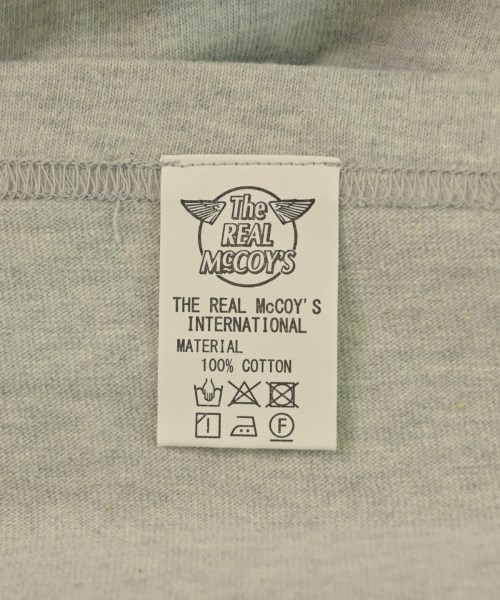 The
REAL
McCOY'S
THE REAL McCOY'S
INTERNATIONAL
MATERIAL
100% COTTON
F